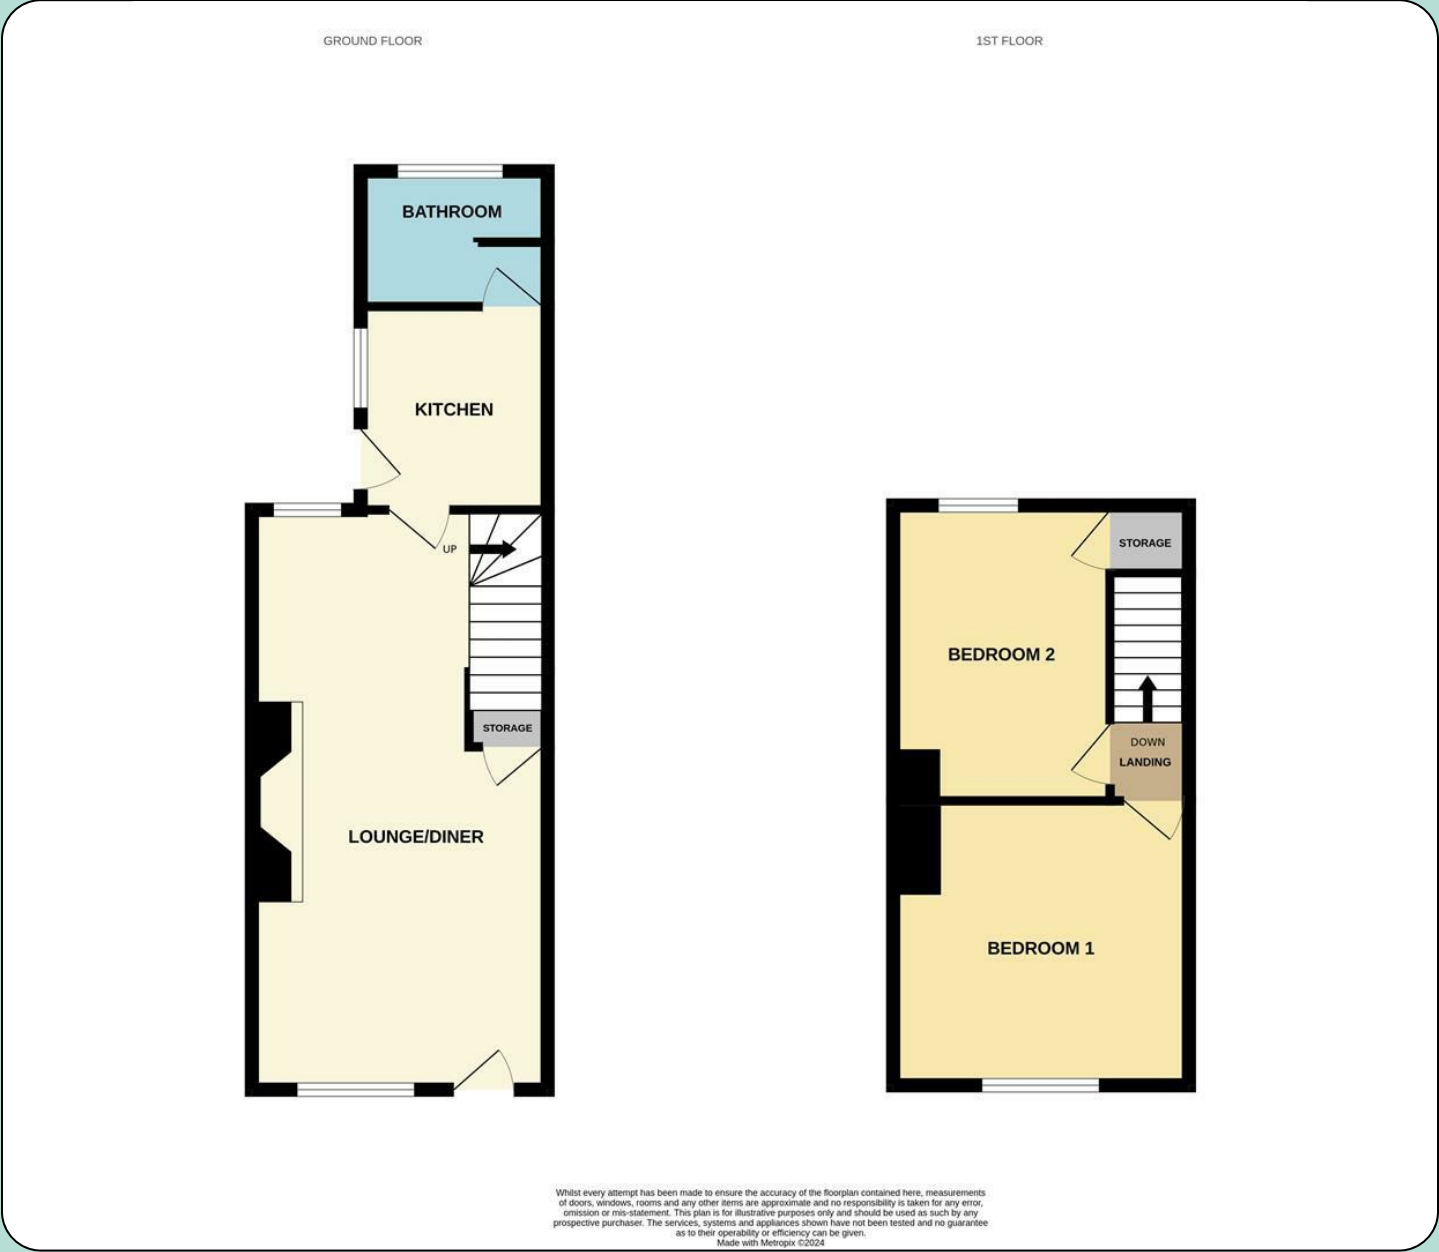 GROUND FLOOR
1ST FLOOR
BATHROOM
KITCHEN
UP
STORAGE
LOUNGE/DINER
STORAGE
BEDROOM 2
DOWN
LANDING
BEDROOM 1
Whilst every attempt has been made to ensure the accuracy of the floorplan contained here, measurements
of doors, windows, rooms and any other items are approximate and no responsibility is taken for any error,
omission or mis-statement. This plan is for illustrative purposes only and should be used as such by any
prospective purchaser. The services, systems and appliances shown have not been tested and no guarantee
as to their operability or efficiency can be given.
Made with Metropix ©2024